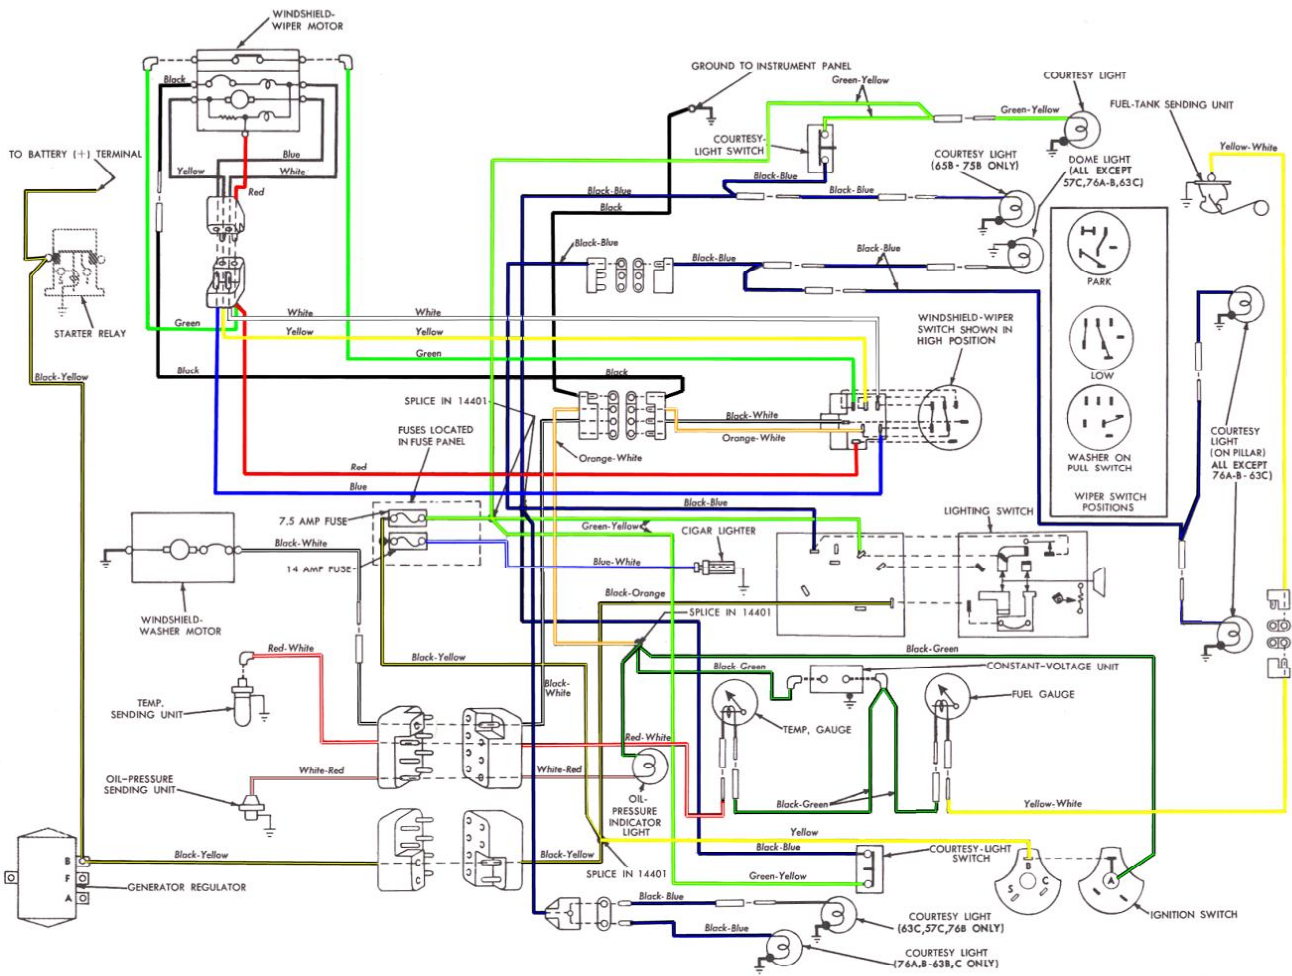 WINDSHIELD-
WIPER MOTOR
Black
Blue
Yellow
White
Red
TO BATTERY (+) TERMINAL
STARTER RELAY
Green
White
White
Yellow
Yellow
Green
Black-Yellow
Black
Black
GROUND TO INSTRUMENT PANEL
Green-Yellow
COURTESY-
LIGHT SWITCH
Green-Yellow
COURTESY LIGHT
COURTESY LIGHT
(65B - 75B ONLY)
DOME LIGHT
(ALL EXCEPT
57C,76A-B,63C)
FUEL-TANK SENDING UNIT
Yellow-White
Black-Blue
Black-Blue
Black-Blue
Black
Black-Blue
Black-Blue
Black-Blue
PARK
LOW
WASHER ON
PULL SWITCH
WIPER SWITCH
POSITIONS
WINDSHIELD-WIPER
SWITCH SHOWN IN
HIGH POSITION
COURTESY
LIGHT
(ON PILLAR)
ALL EXCEPT
76A-B-63C)
SPLICE IN 14401
FUSES LOCATED
IN FUSE PANEL
Black-White
Orange-White
Orange-White
Red
Blue
Black-Blue
7.5 AMP FUSE
14 AMP FUSE
Green-Yellow
CIGAR LIGHTER
LIGHTING SWITCH
Black-White
Blue-White
WINDSHIELD-
WASHER MOTOR
Black-Orange
SPLICE IN 14401
Red-White
Black-Yellow
Black-Green
Black-Green
CONSTANT-VOLTAGE UNIT
FUEL GAUGE
TEMP.
SENDING UNIT
Black-
White
TEMP, GAUGE
Red-White
White-Red
White-Red
OIL-PRESSURE
SENDING UNIT
OIL-
PRESSURE
INDICATOR
LIGHT
Black-Green
Yellow-White
Yellow
Black-Blue
COURTESY-LIGHT
SWITCH
B
F
A
Black-Yellow
Black-Yellow
SPLICE IN 14401
Green-Yellow
B
C
S
A
GENERATOR REGULATOR
IGNITION SWITCH
Black-Blue
COURTESY LIGHT
(63C,57C,76B ONLY)
Black-Blue
COURTESY LIGHT
(76A,B-63B,C ONLY)